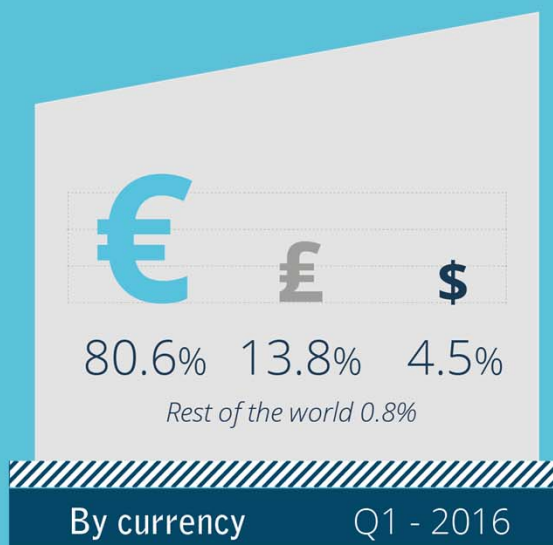 € £ $
80.6% 13.8% 4.5%
Rest of the world 0.8%
By currency Q1 - 2016